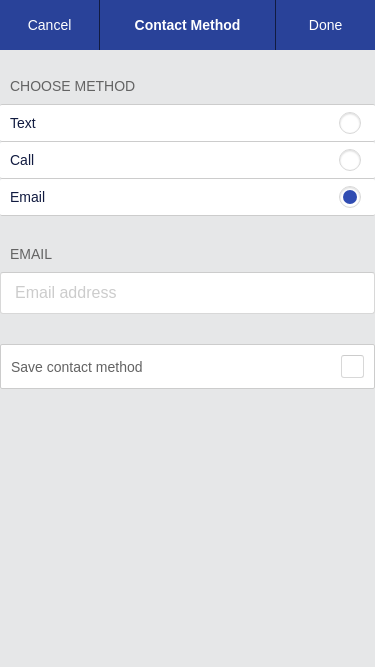 Cancel Contact Method Done
CHOOSE METHOD
Text
Call
Email
EMAIL
Email address
Save contact method